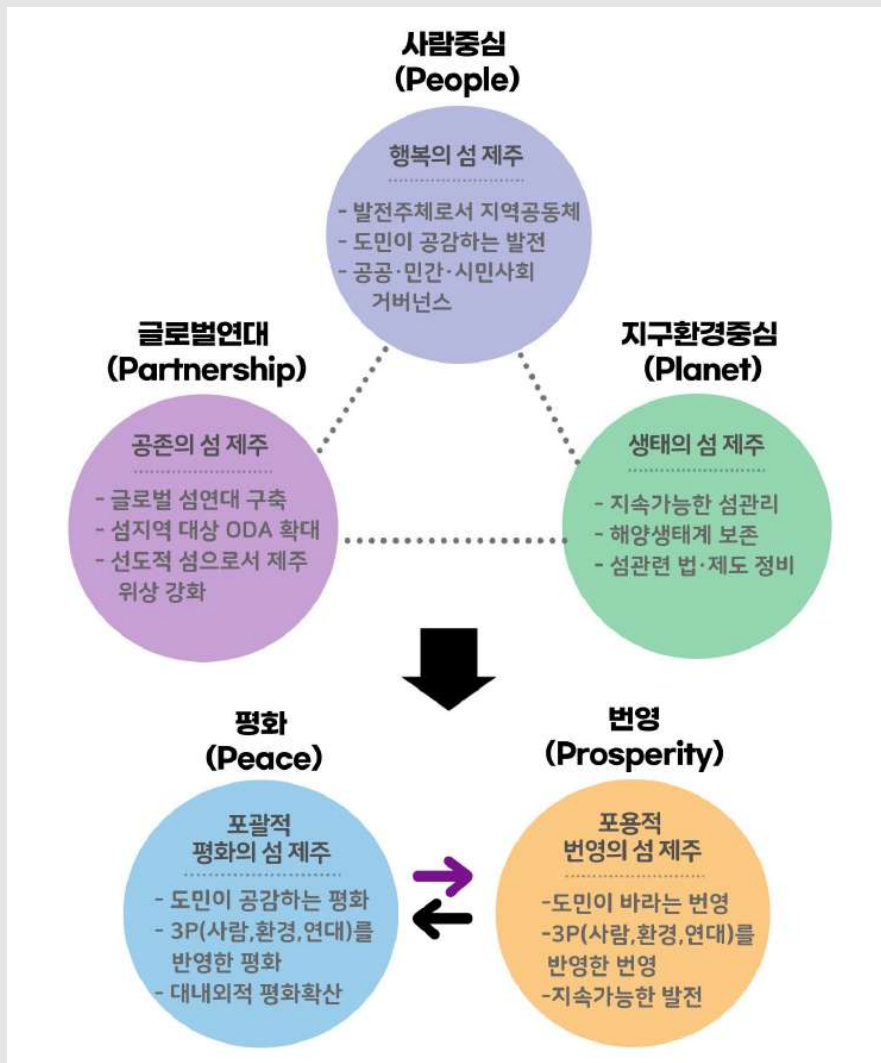 사람중심
(People)
행복의 섬 제주
- 발전주체로서 지역공동체
- 도민이 공감하는 발전
- 공공·민간·시민사회
거버넌스
글로벌연대
(Partnership)
공존의 섬 제주
- 글로벌 섬연대 구축
- 섬지역 대상 ODA 확대
- 선도적 섬으로서 제주
위상 강화
지구환경중심
(Planet)
생태의 섬 제주
- 지속가능한 섬관리
- 해양생태계 보존
- 섬관련 법·제도 정비
평화
(Peace)
포괄적
평화의 섬 제주
- 도민이 공감하는 평화
- 3P(사람,환경,연대)를
반영한 평화
- 대내외적 평화확산
번영
(Prosperity)
포용적
번영의 섬 제주
-도민이 바라는 번영
-3P(사람,환경,연대)를
반영한 번영
-지속가능한 발전